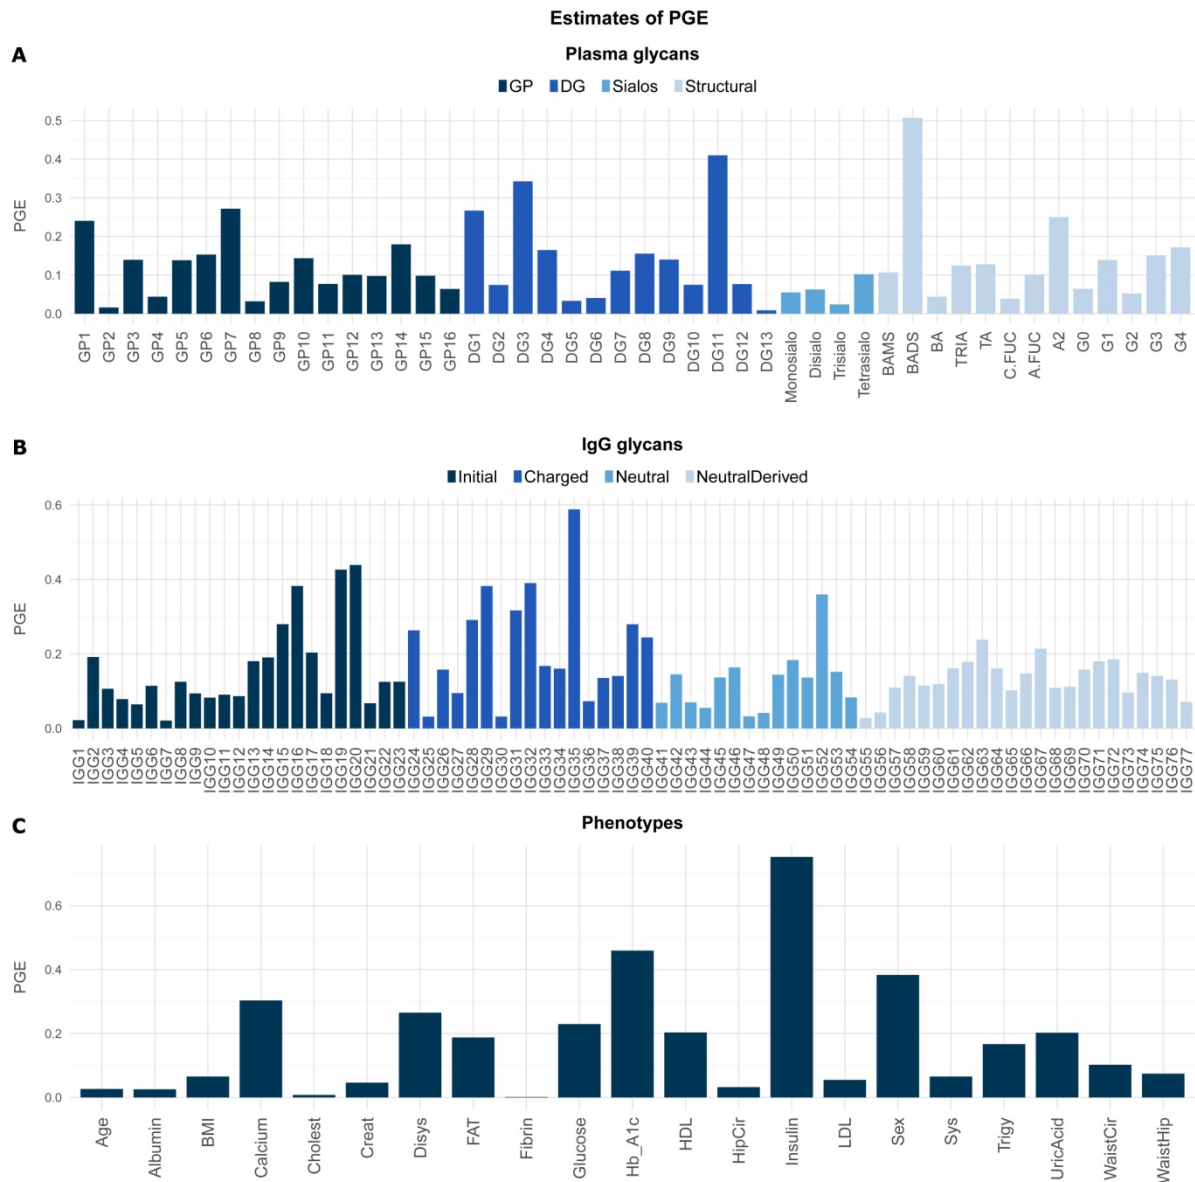 Estimates of PGE
A
Plasma glycans
GP DG Sialos Structural
PGE
0.5
0.4
0.3
0.2
0.1
0.0
GP1 GP2 GP3 GP4 GP5 GP6 GP7 GP8 GP9 GP10 GP11 GP12 GP13 GP14 GP15 GP16 DG1 DG2 DG3 DG4 DG5 DG6 DG7 DG8 DG9 DG10 DG11 DG12 DG13 Monosialo Disialo Trisialo Tetrasialo BAMS BADS BA TRIA TA C.FUC A.FUC A2 G0 G1 G2 G3 G4
B
IgG glycans
Initial Charged Neutral NeutralDerived
PGE
0.6
0.4
0.2
0.0
IGG1 IGG2 IGG3 IGG4 IGG5 IGG6 IGG7 IGG8 IGG9 IGG10 IGG11 IGG12 IGG13 IGG14 IGG15 IGG16 IGG17 IGG18 IGG19 IGG20 IGG21 IGG22 IGG23 IGG24 IGG25 IGG26 IGG27 IGG28 IGG29 IGG30 IGG31 IGG32 IGG33 IGG34 IGG35 IGG36 IGG37 IGG38 IGG39 IGG40 IGG41 IGG42 IGG43 IGG44 IGG45 IGG46 IGG47 IGG48 IGG49 IGG50 IGG51 IGG52 IGG53 IGG54 IGG55 IGG56 IGG57 IGG58 IGG59 IGG60 IGG61 IGG62 IGG63 IGG64 IGG65 IGG66 IGG67 IGG68 IGG69 IGG70 IGG71 IGG72 IGG73 IGG74 IGG75 IGG76 IGG77
C
Phenotypes
PGE
0.6
0.4
0.2
0.0
Age Albumin BMI Calcium Cholest Creat Disys FAT Fibrin Glucose Hb_A1c HDL HipCir Insulin LDL Sex Sys Trigy UricAcid WaistCir WaistHip